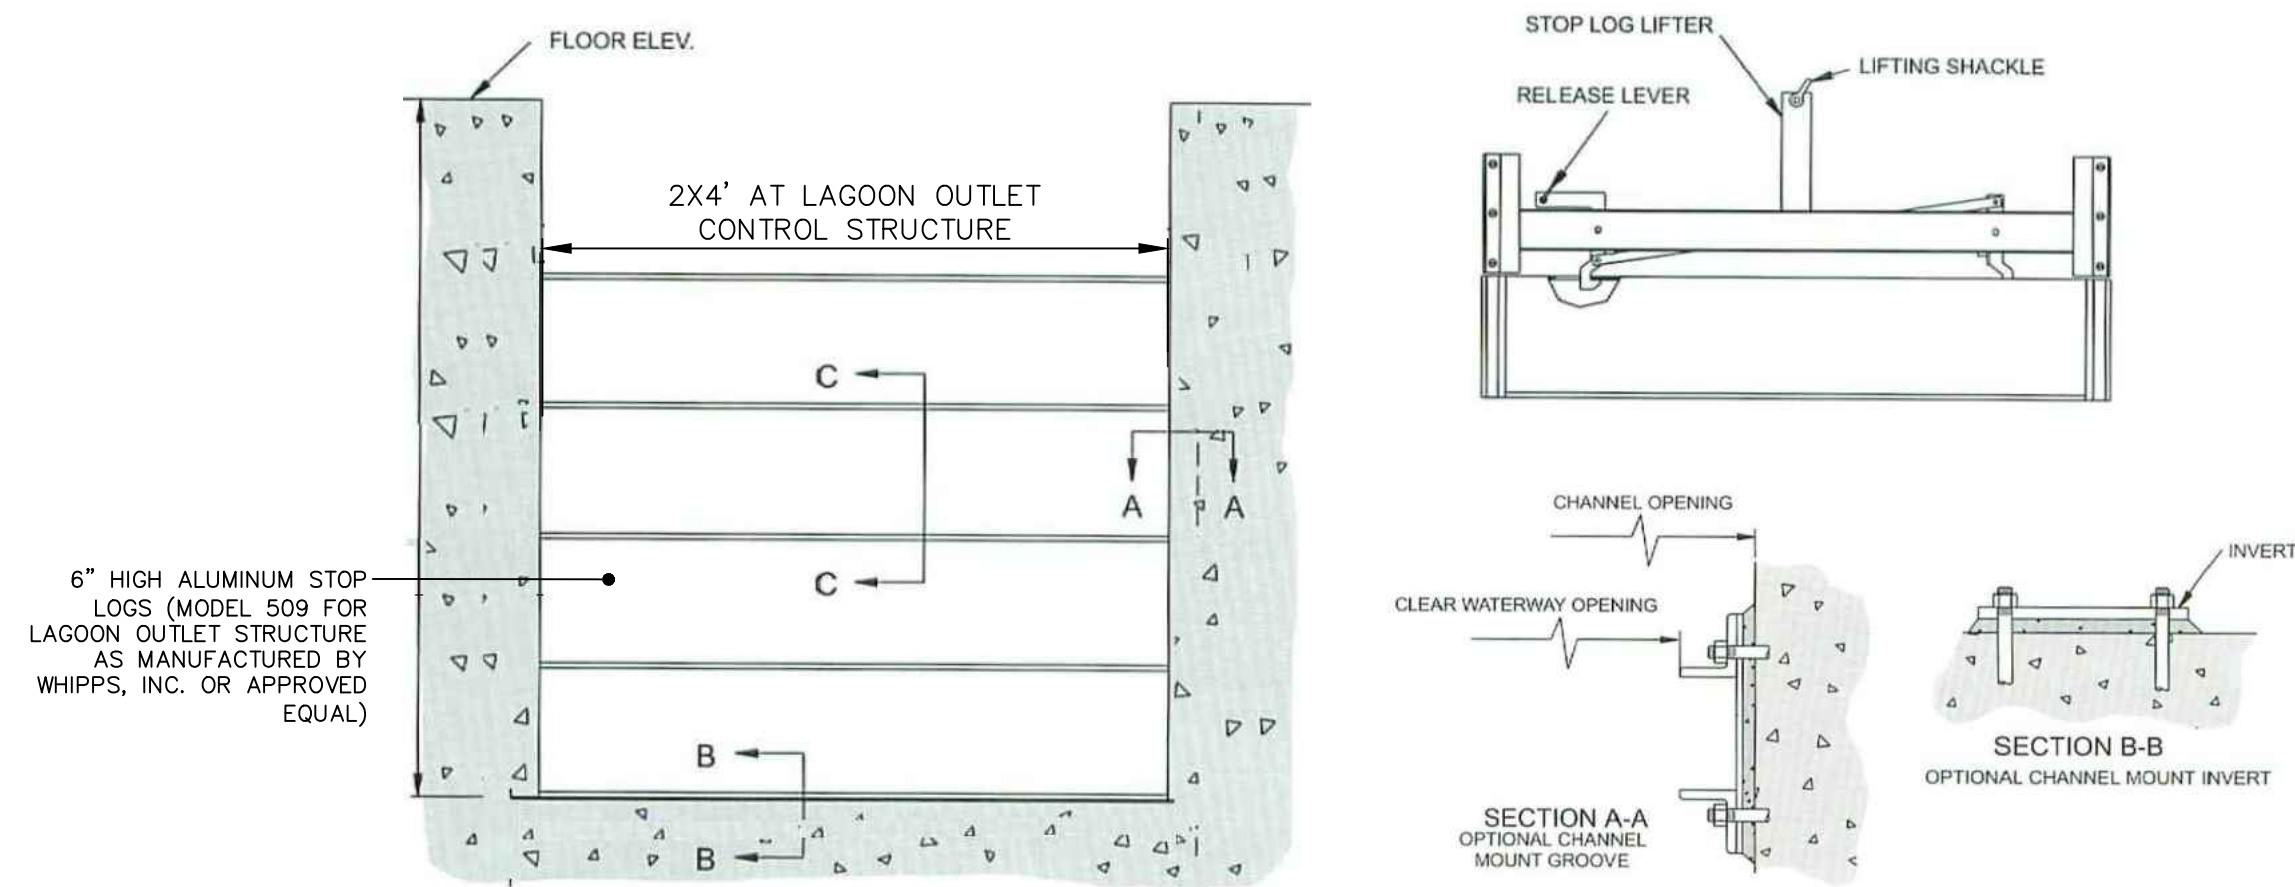 FLOOR ELEV.
2X4' AT LAGOON OUTLET
CONTROL STRUCTURE
C
C
A
A
6" HIGH ALUMINUM STOP
LOGS (MODEL 509 FOR
LAGOON OUTLET STRUCTURE
AS MANUFACTURED BY
WHIPPS, INC. OR APPROVED
EQUAL)
B
B
STOP LOG LIFTER
LIFTING SHACKLE
RELEASE LEVER
CHANNEL OPENING
CLEAR WATERWAY OPENING
SECTION A-A
OPTIONAL CHANNEL
MOUNT GROOVE
INVERT
SECTION B-B
OPTIONAL CHANNEL MOUNT INVERT